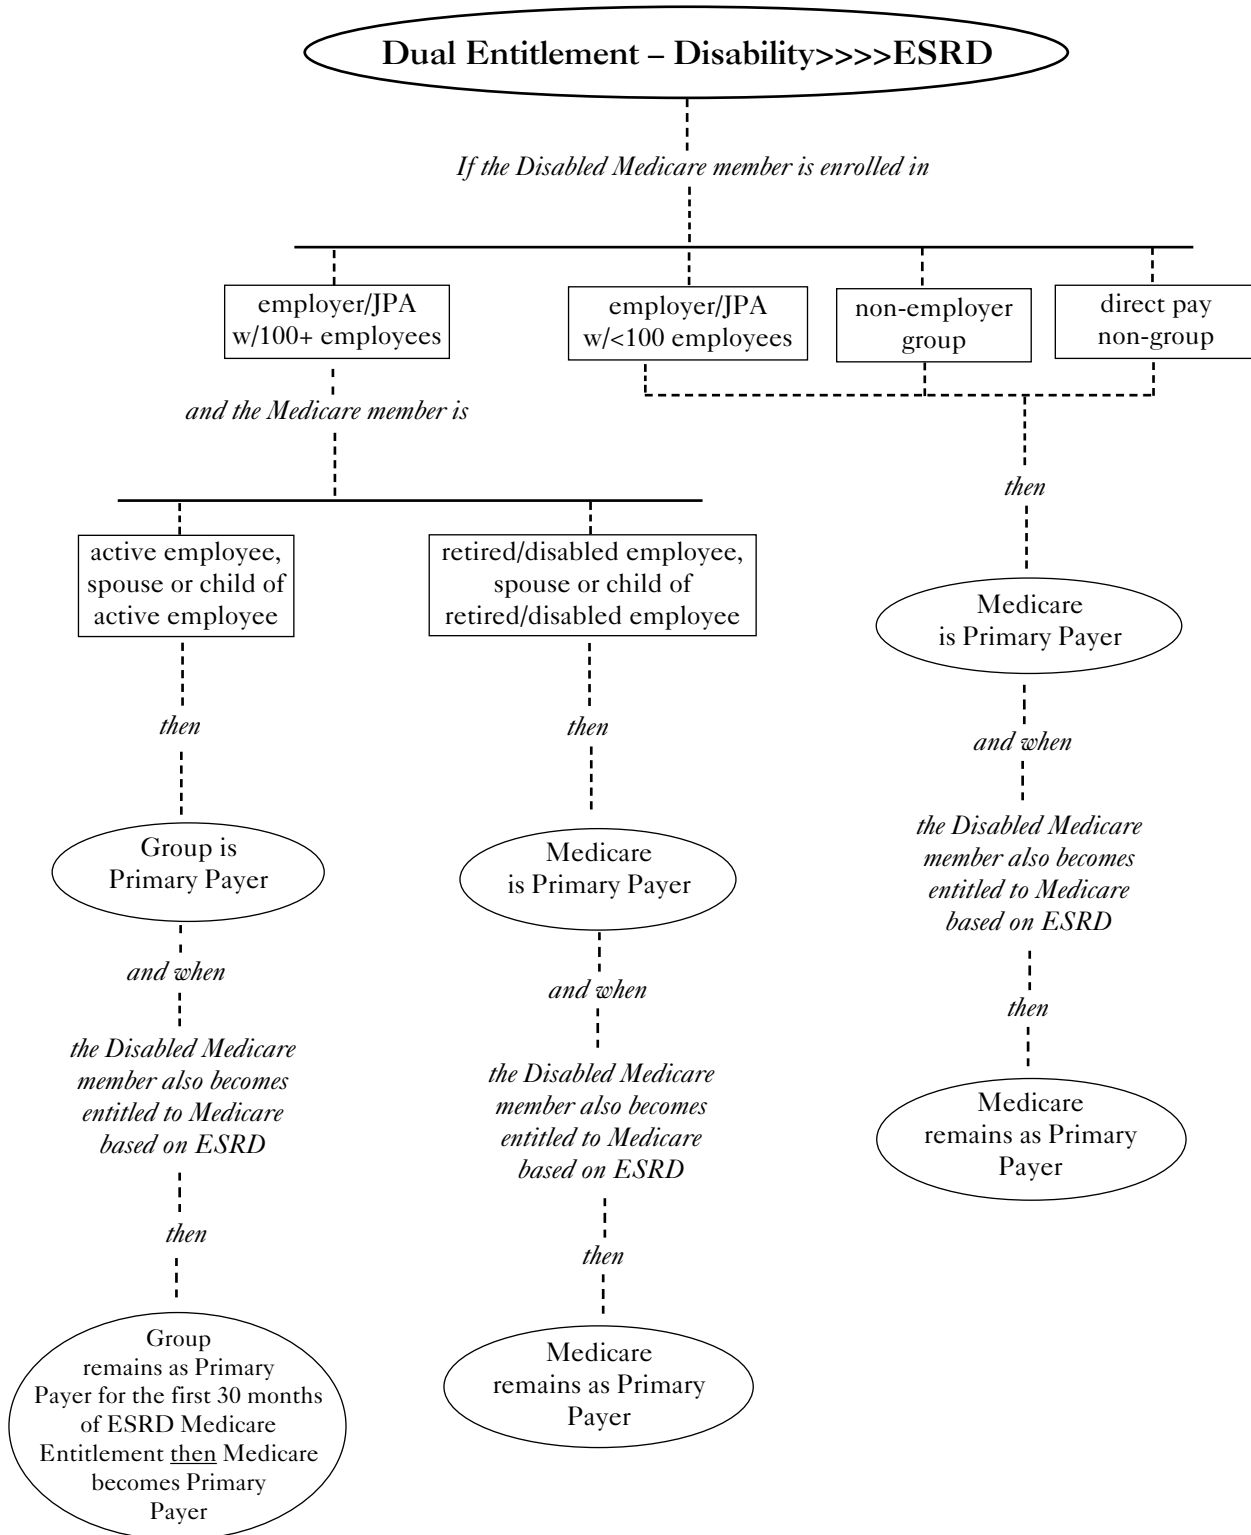 Dual Entitlement – Disability>>>>ESRD
If the Disabled Medicare member is enrolled in
employer/JPA
w/100+ employees
employer/JPA
w/<100 employees
non-employer
group
direct pay
non-group
and the Medicare member is
active employee,
spouse or child of
active employee
retired/disabled employee,
spouse or child of
retired/disabled employee
then
Group is
Primary Payer
and when
the Disabled Medicare
member also becomes
entitled to Medicare
based on ESRD
then
Group
remains as Primary
Payer for the first 30 months
of ESRD Medicare
Entitlement then Medicare
becomes Primary
Payer
then
Medicare
is Primary Payer
and when
the Disabled Medicare
member also becomes
entitled to Medicare
based on ESRD
then
Medicare
remains as Primary
Payer
then
Medicare
is Primary Payer
and when
the Disabled Medicare
member also becomes
entitled to Medicare
based on ESRD
then
Medicare
remains as Primary
Payer